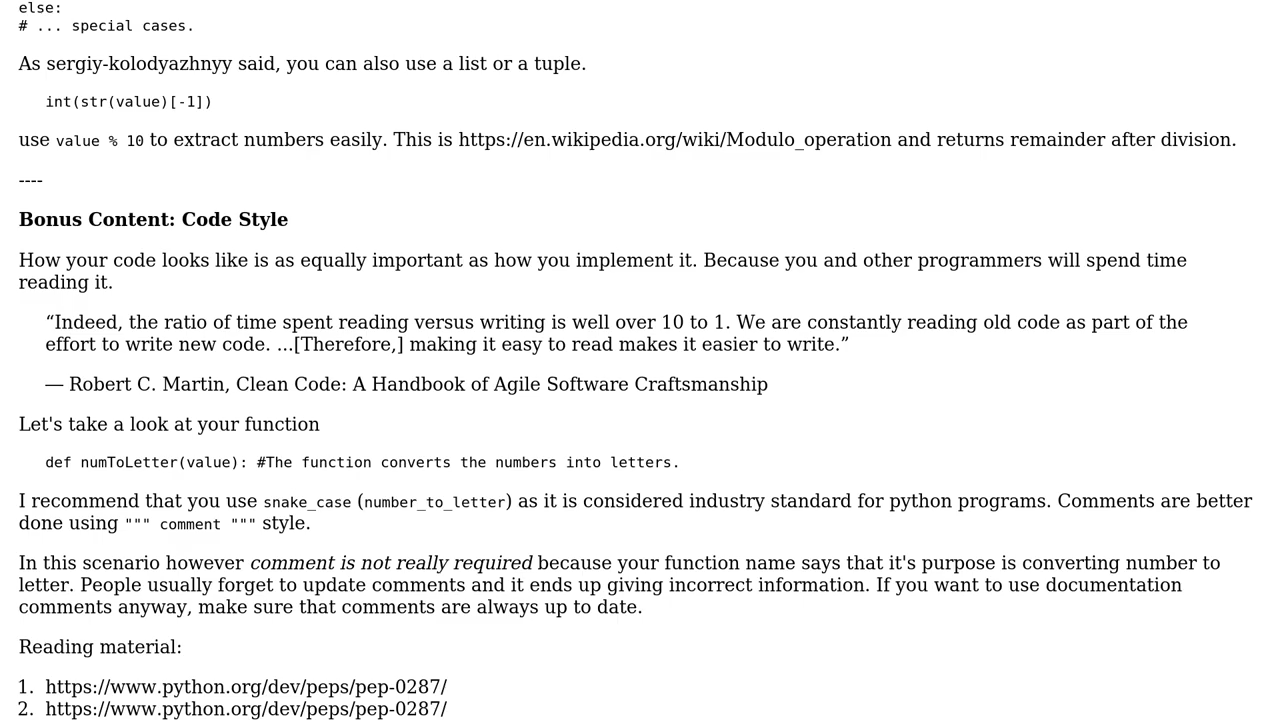 else:
# ... special cases.
As sergiy-kolodyazhnyy said, you can also use a list or a tuple.
int(str(value)[-1])
use value % 10 to extract numbers easily. This is https://en.wikipedia.org/wiki/Modulo_operation and returns remainder after division.
----
Bonus Content: Code Style
How your code looks like is as equally important as how you implement it. Because you and other programmers will spend time
reading it.
“Indeed, the ratio of time spent reading versus writing is well over 10 to 1. We are constantly reading old code as part of the
effort to write new code. ...[Therefore,] making it easy to read makes it easier to write.”
― Robert C. Martin, Clean Code: A Handbook of Agile Software Craftsmanship
Let's take a look at your function
def numToLetter(value): #The function converts the numbers into letters.
I recommend that you use snake_case (number_to_letter) as it is considered industry standard for python programs. Comments are better
done using """ comment """ style.
In this scenario however comment is not really required because your function name says that it's purpose is converting number to
letter. People usually forget to update comments and it ends up giving incorrect information. If you want to use documentation
comments anyway, make sure that comments are always up to date.
Reading material:
1. https://www.python.org/dev/peps/pep-0287/
2. https://www.python.org/dev/peps/pep-0287/